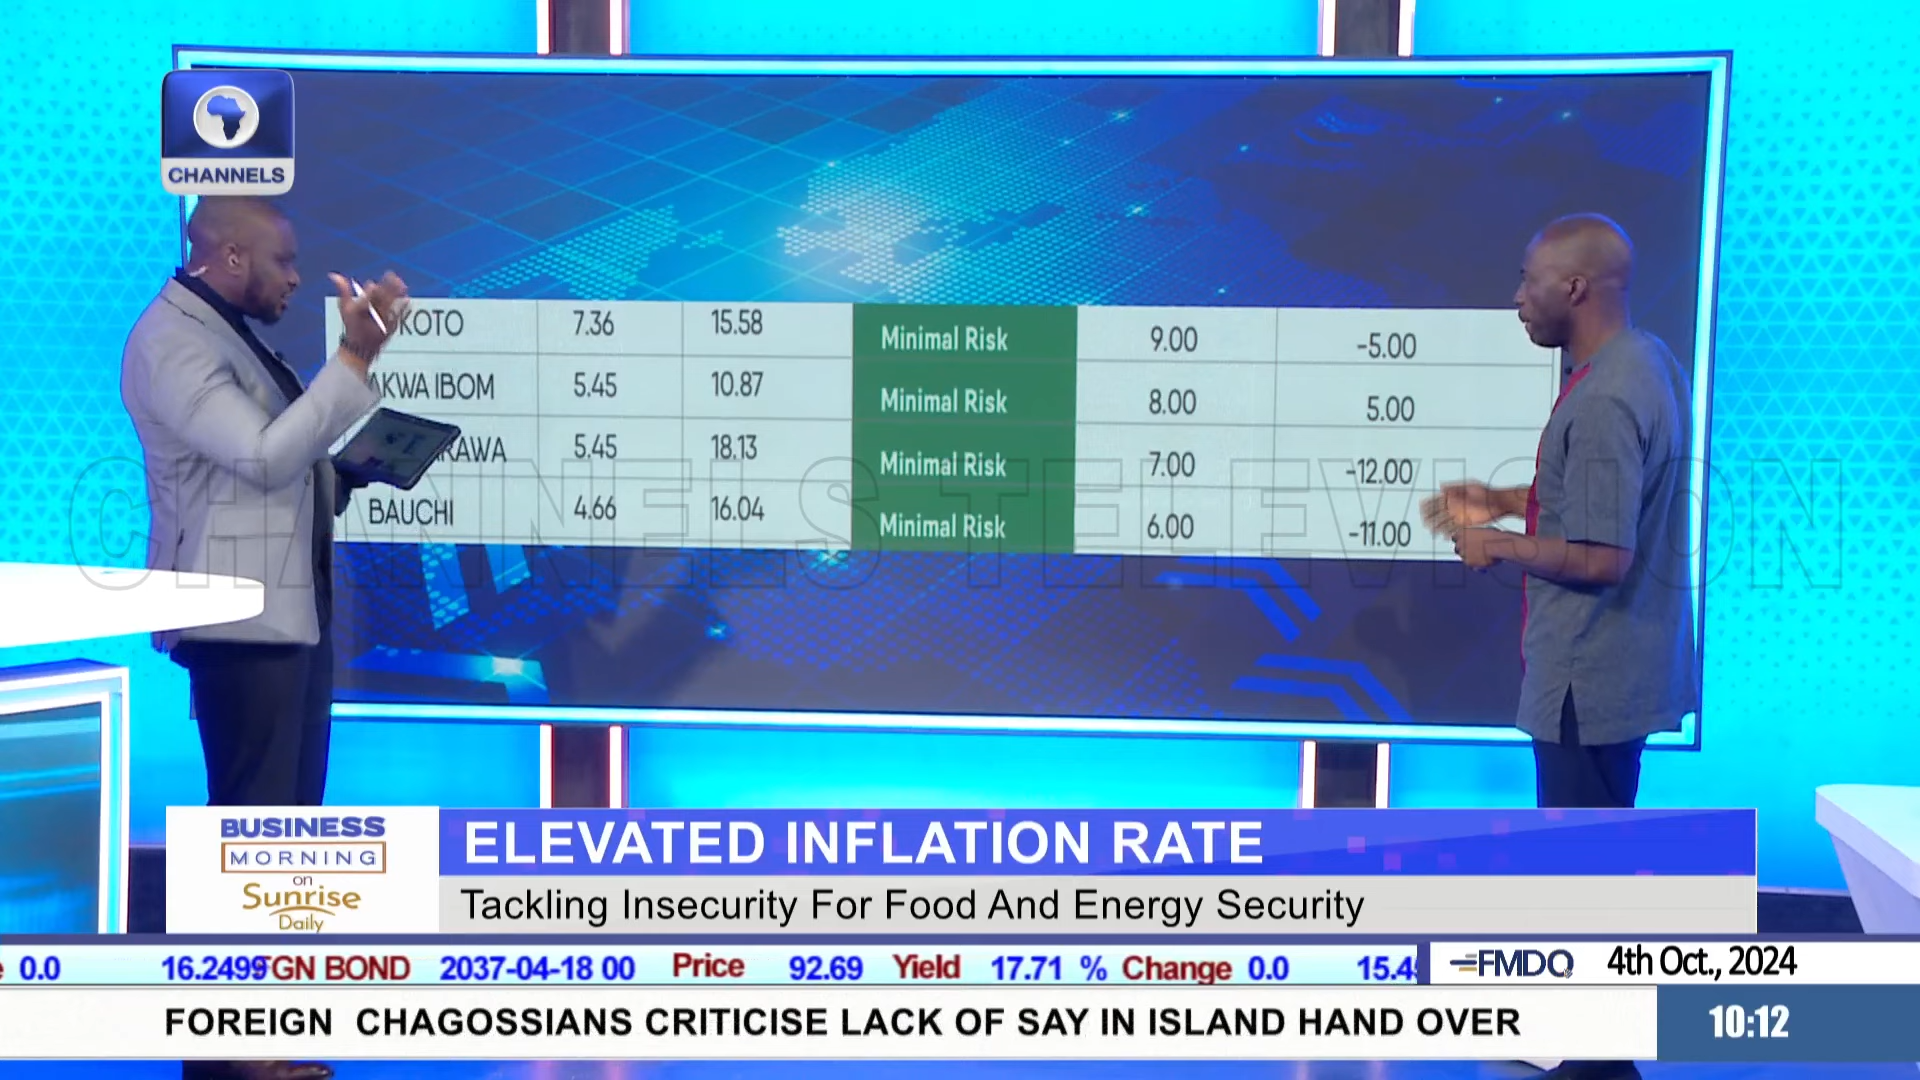 CHANNELS
KOTO 7.36 15.58 Minimal Risk 9.00 -5.00
AKWA IBOM 5.45 10.87 Minimal Risk 8.00 5.00
RAWA 5.45 18.13 Minimal Risk 7.00 -12.00
BAUCHI 4.66 16.04 Minimal Risk 6.00 -11.00
CHANNELS TELEVISION
BUSINESS
MORNING
on
Sunrise
Daily
ELEVATED INFLATION RATE
Tackling Insecurity For Food And Energy Security
e 0.0 16.2499 FGN BOND 2037-04-18 00 Price 92.69 Yield 17.71 % Change 0.0 15.45
FMDQ 4th Oct., 2024
FOREIGN CHAGOSSIANS CRITICISE LACK OF SAY IN ISLAND HAND OVER
10:12